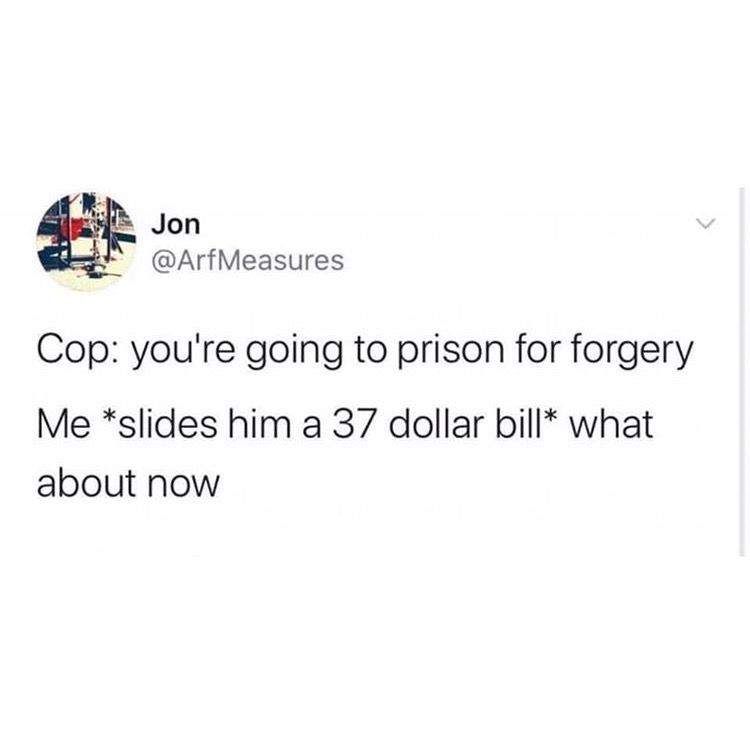 Jon
@ArfMeasures
Cop: you're going to prison for forgery
Me *slides him a 37 dollar bill* what
about now